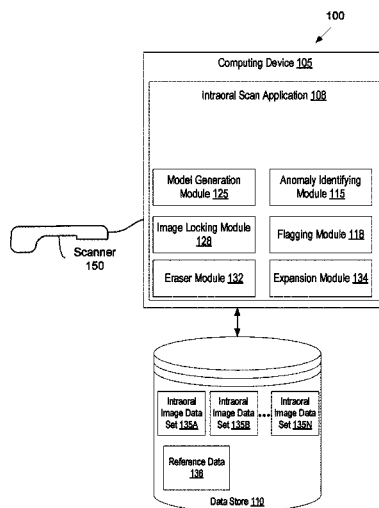 100
Computing Device 105
Intraoral Scan Application 108
Model Generation
Module 125
Anomaly Identifying
Module 115
Image Locking Module
128
Flagging Module 118
Scanner
150
Eraser Module 132
Expansion Module 134
Intraoral
Image Data
Set 135A
Intraoral
Image Data
Set 135B
...
Intraoral
Image Data
Set 135N
Reference Data
138
Data Store 110